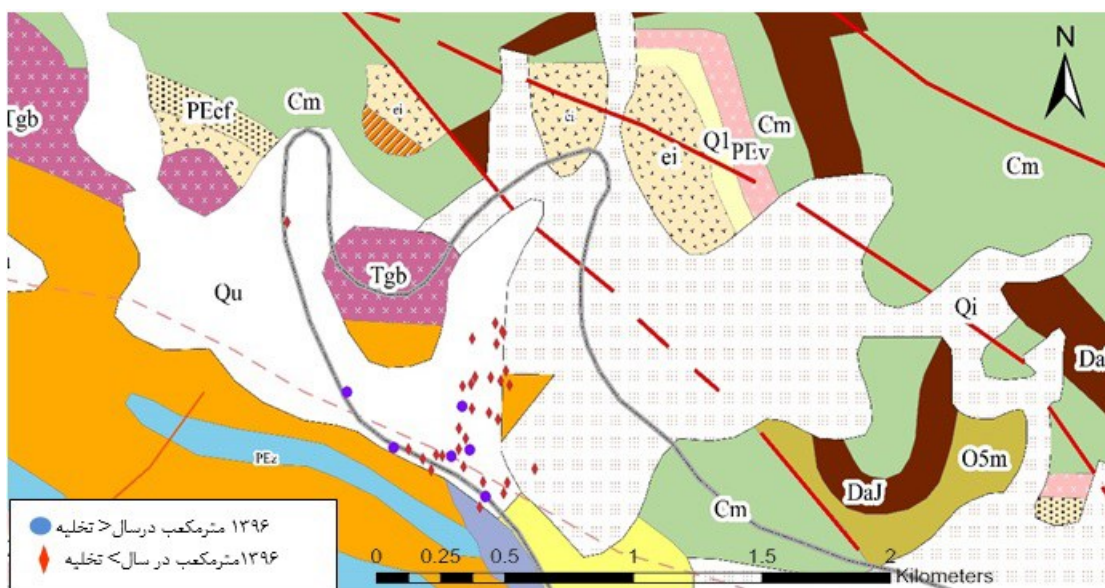 N
Tgb
PEcf
Cm
ei
ei
Q1
PEv
Cm
ei
Cm
Tgb
Qu
Qi
Da
PEz
O5m
DaJ
Cm
۱۳۹۶ مترمکعب درسال> تخلیه
۱۳۹۶مترمکعب در سال< تخلیه
0 0.25 0.5 1 1.5 2
Kilometers